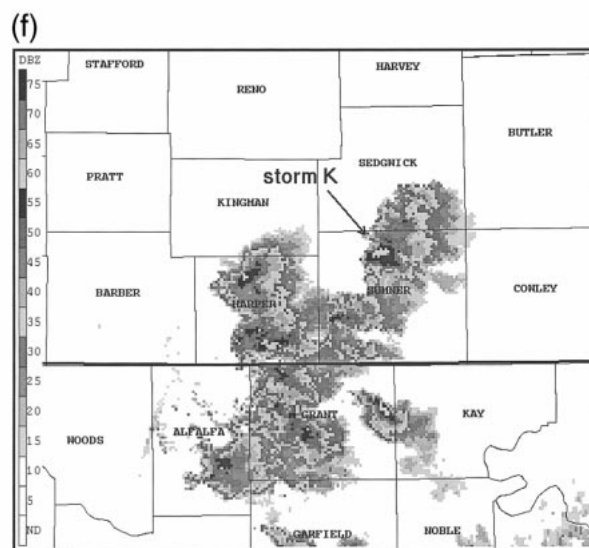 (f)
DBZ
75
70
65
60
55
50
45
40
35
30
25
20
15
10
5
ND
STAFFORD
RENO
HARVEY
BUTLER
PRATT
SEDGWICK
storm K
KINGMAN
BARBER
HARPER
SUMNER
COWLEY
WOODS
ALFALFA
GRANT
KAY
GARFIELD
NOBLE